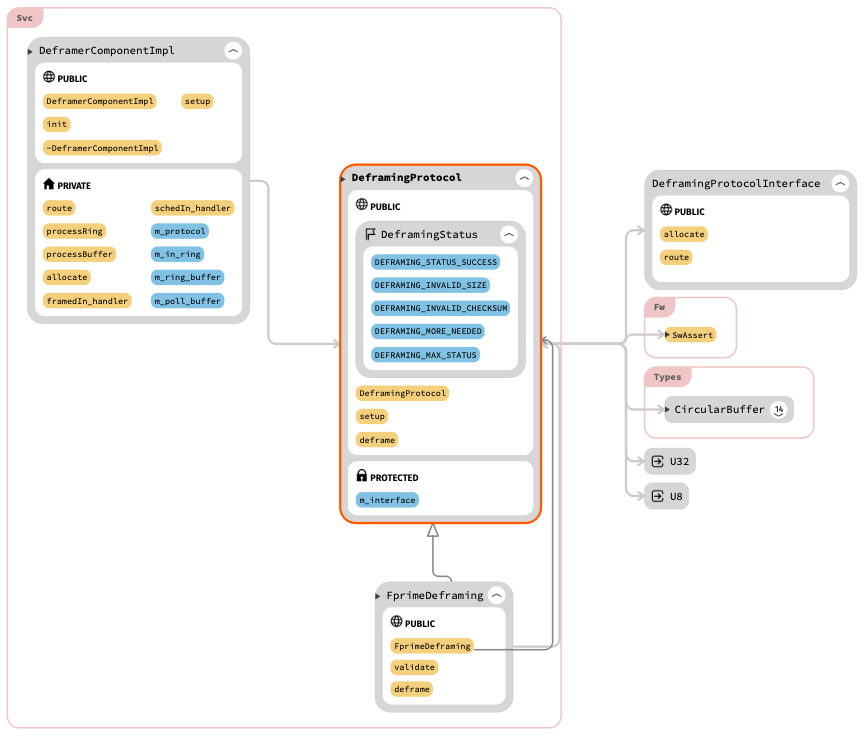 Svc
DeframerComponentImpl
PUBLIC
DeframerComponentImpl setup
init
~DeframerComponentImpl
PRIVATE
route schedIn_handler
processRing m_protocol
processBuffer m_in_ring
allocate m_ring_buffer
framedIn_handler m_poll_buffer
DeframingProtocol
PUBLIC
DeframingStatus
DEFRAMING_STATUS_SUCCESS
DEFRAMING_INVALID_SIZE
DEFRAMING_INVALID_CHECKSUM
DEFRAMING_MORE_NEEDED
DEFRAMING_MAX_STATUS
DeframingProtocol
setup
deframe
PROTECTED
m_interface
FprimeDeframing
PUBLIC
FprimeDeframing
validate
deframe
DeframingProtocolInterface
PUBLIC
allocate
route
Fw
SwAssert
Types
CircularBuffer 14
U32
U8